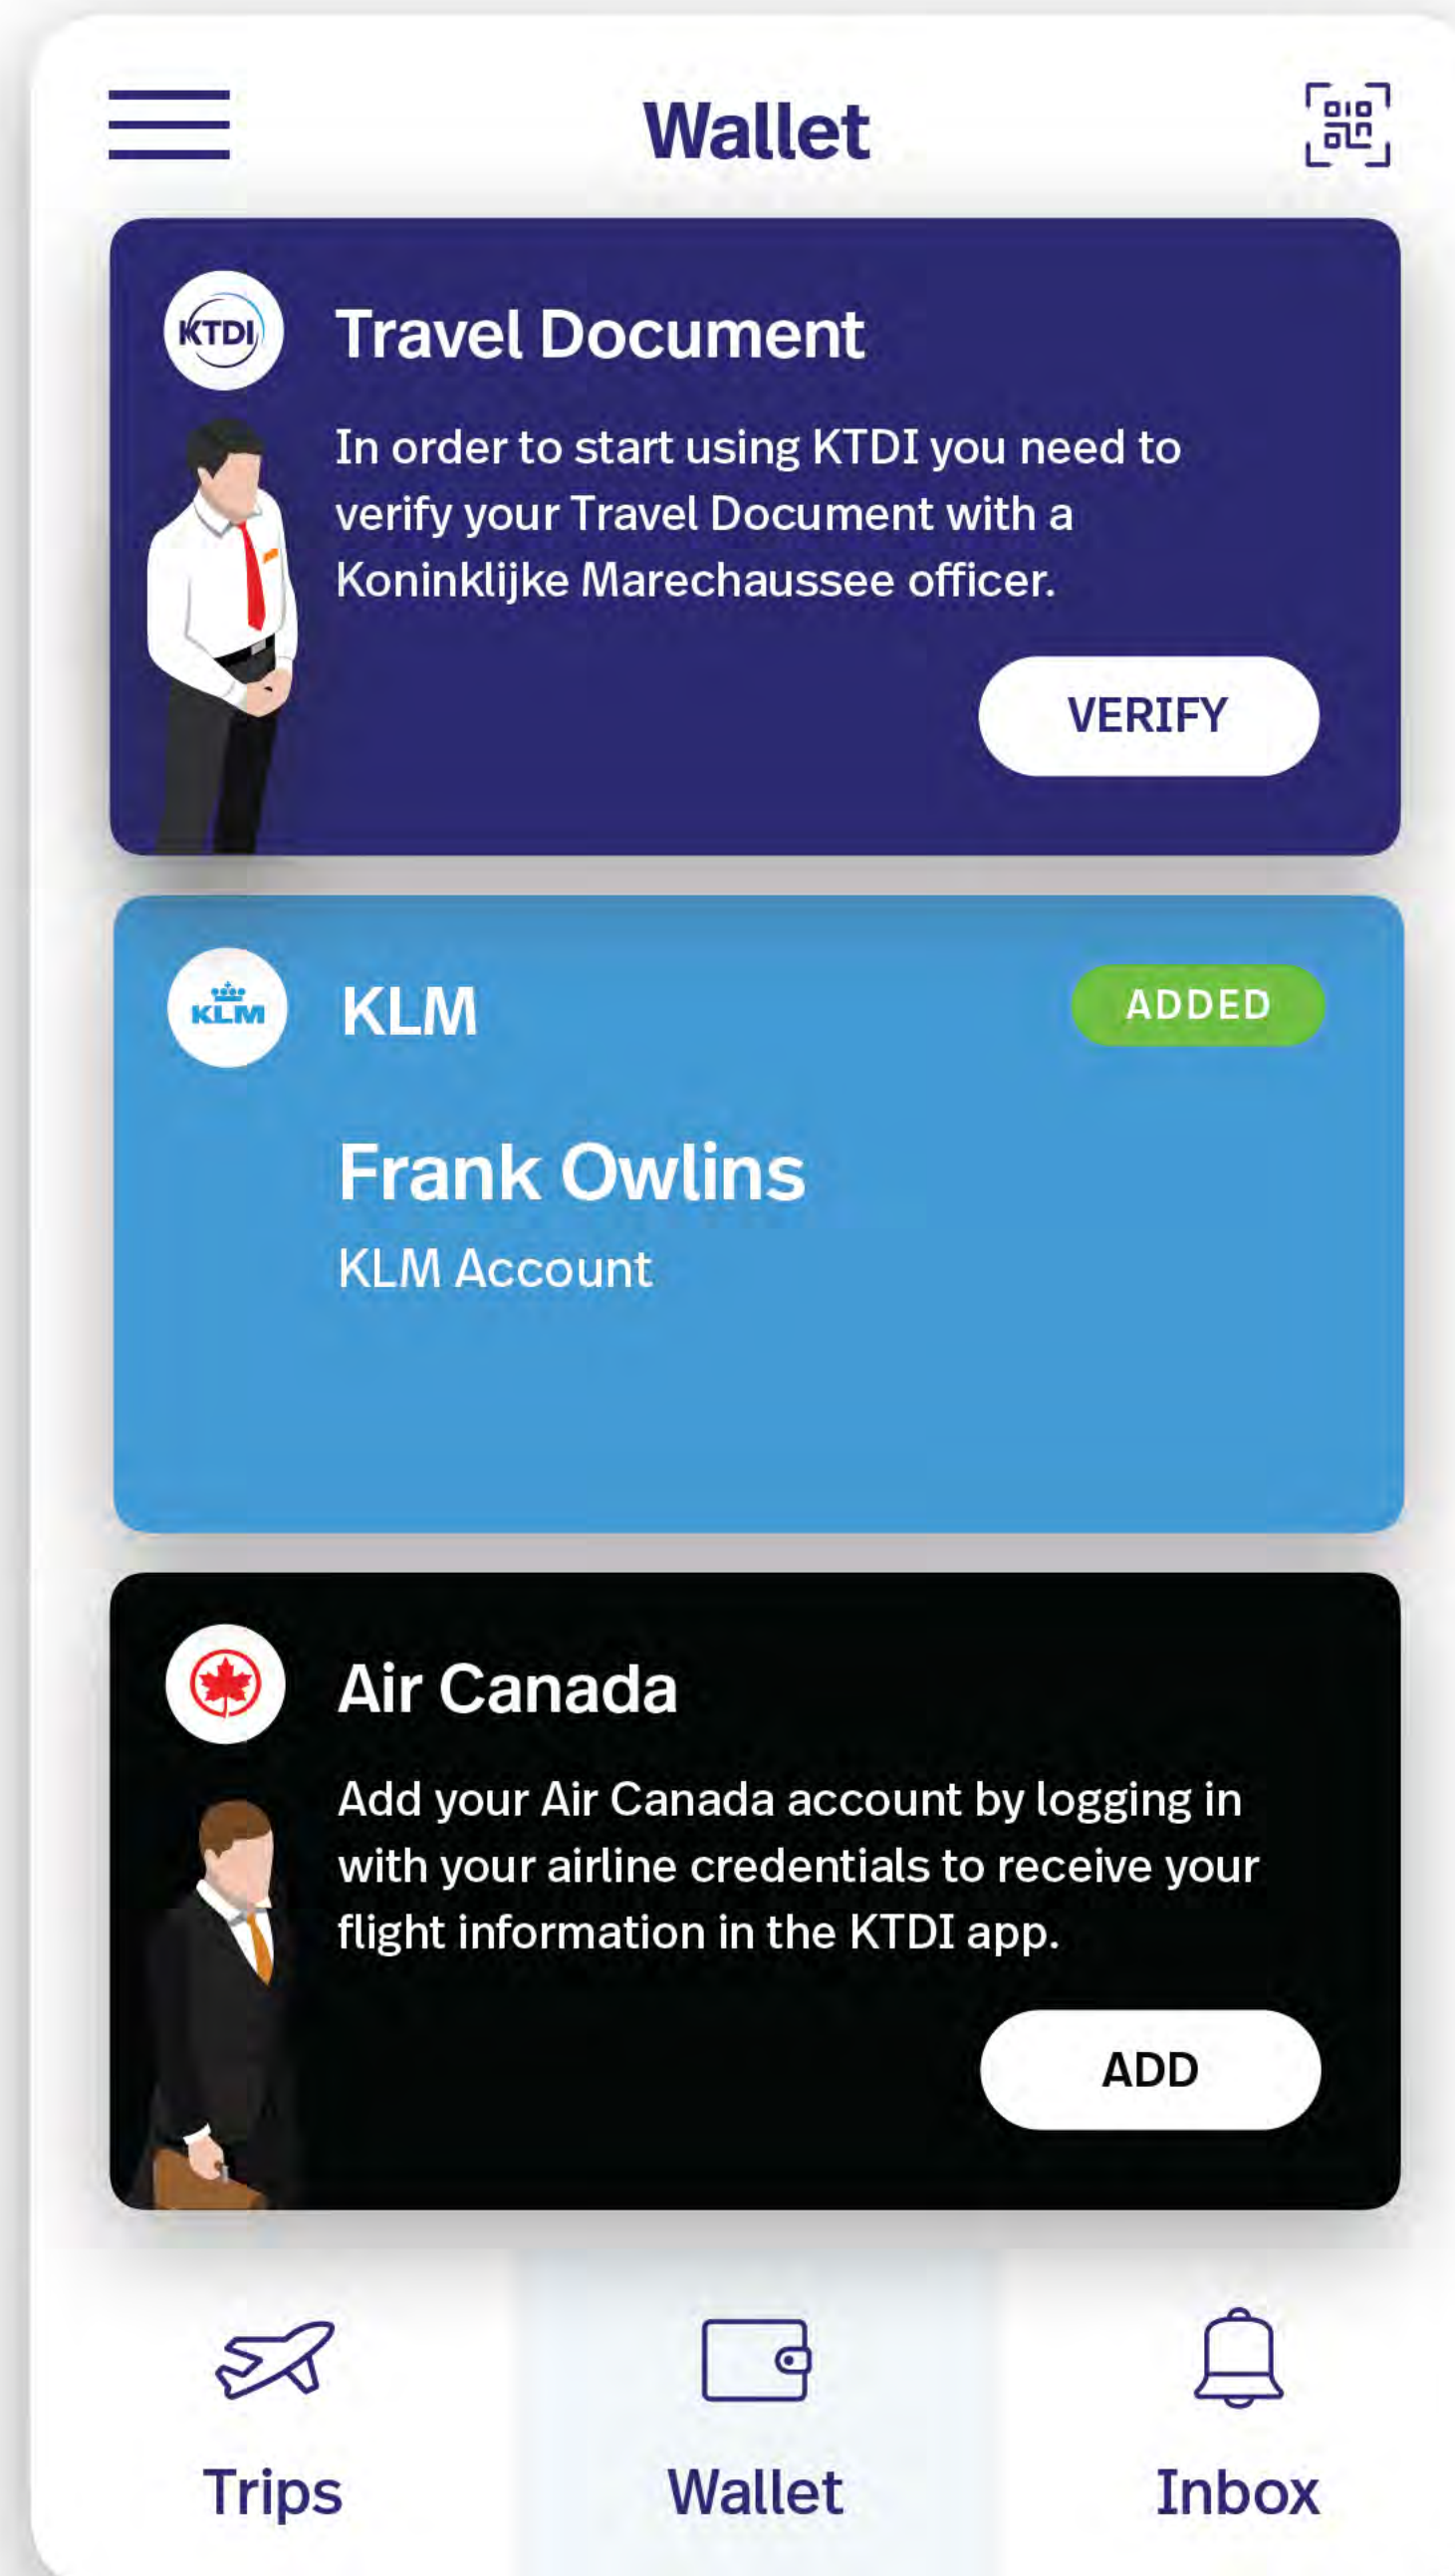 Wallet
KTDI
Travel Document
In order to start using KTDI you need to
verify your Travel Document with a
Koninklijke Marechaussee officer.
VERIFY
KLM
KLM
ADDED
Frank Owlins
KLM Account
Air Canada
Add your Air Canada account by logging in
with your airline credentials to receive your
flight information in the KTDI app.
ADD
Trips
Wallet
Inbox